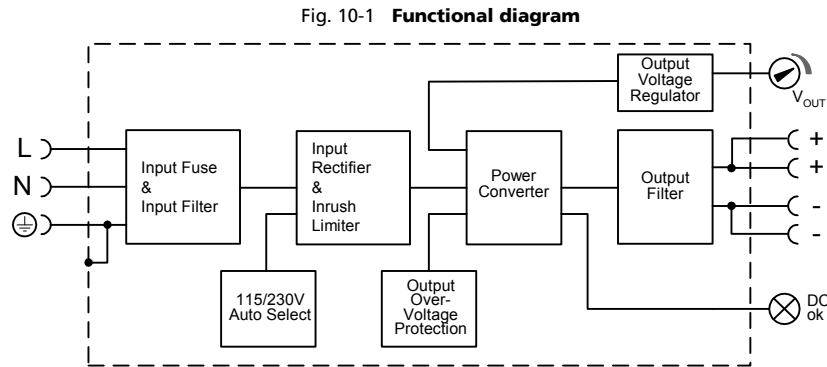 Fig. 10-1 Functional diagram
Output
Voltage
Regulator
VOUT
L
N
Input Fuse
&
Input Filter
Input
Rectifier
&
Inrush
Limiter
Power
Converter
Output
Filter
+
+
-
-
115/230V
Auto Select
Output
Over-
Voltage
Protection
DC
ok